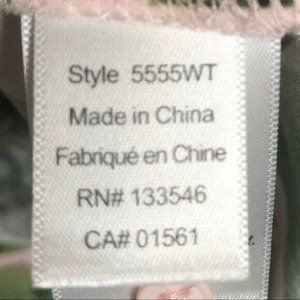 Style 5555WT
Made in China
Fabriqué en Chine
RN# 133546
CA# 01561